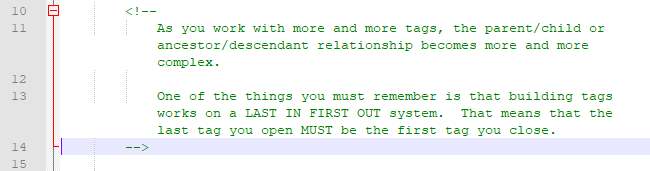 10 <!--
11 As you work with more and more tags, the parent/child or
ancestor/descendant relationship becomes more and more
complex.
12
13 One of the things you must remember is that building tags
works on a LAST IN FIRST OUT system.  That means that the
last tag you open MUST be the first tag you close.
14 -->
15